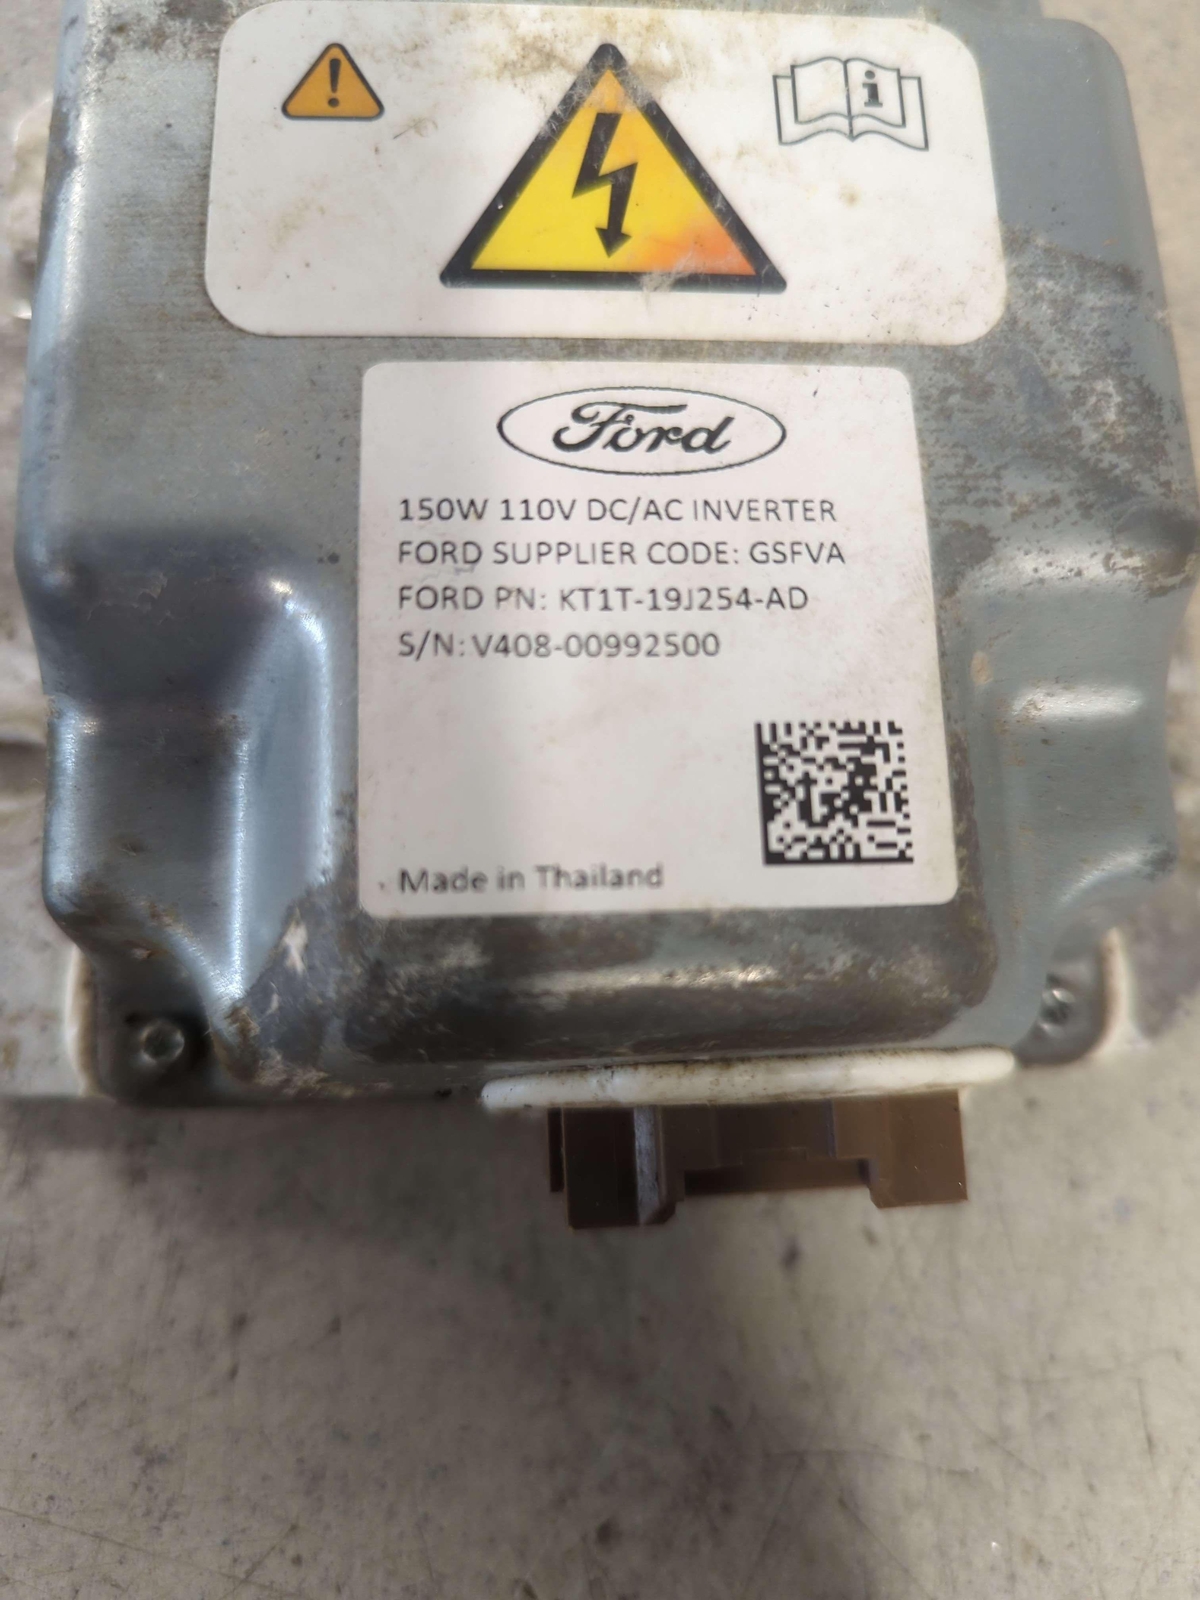 Ford
150W 110V DC/AC INVERTER
FORD SUPPLIER CODE: GSFVA
FORD PN: KT1T-19J254-AD
S/N: V408-00992500
Made in Thailand